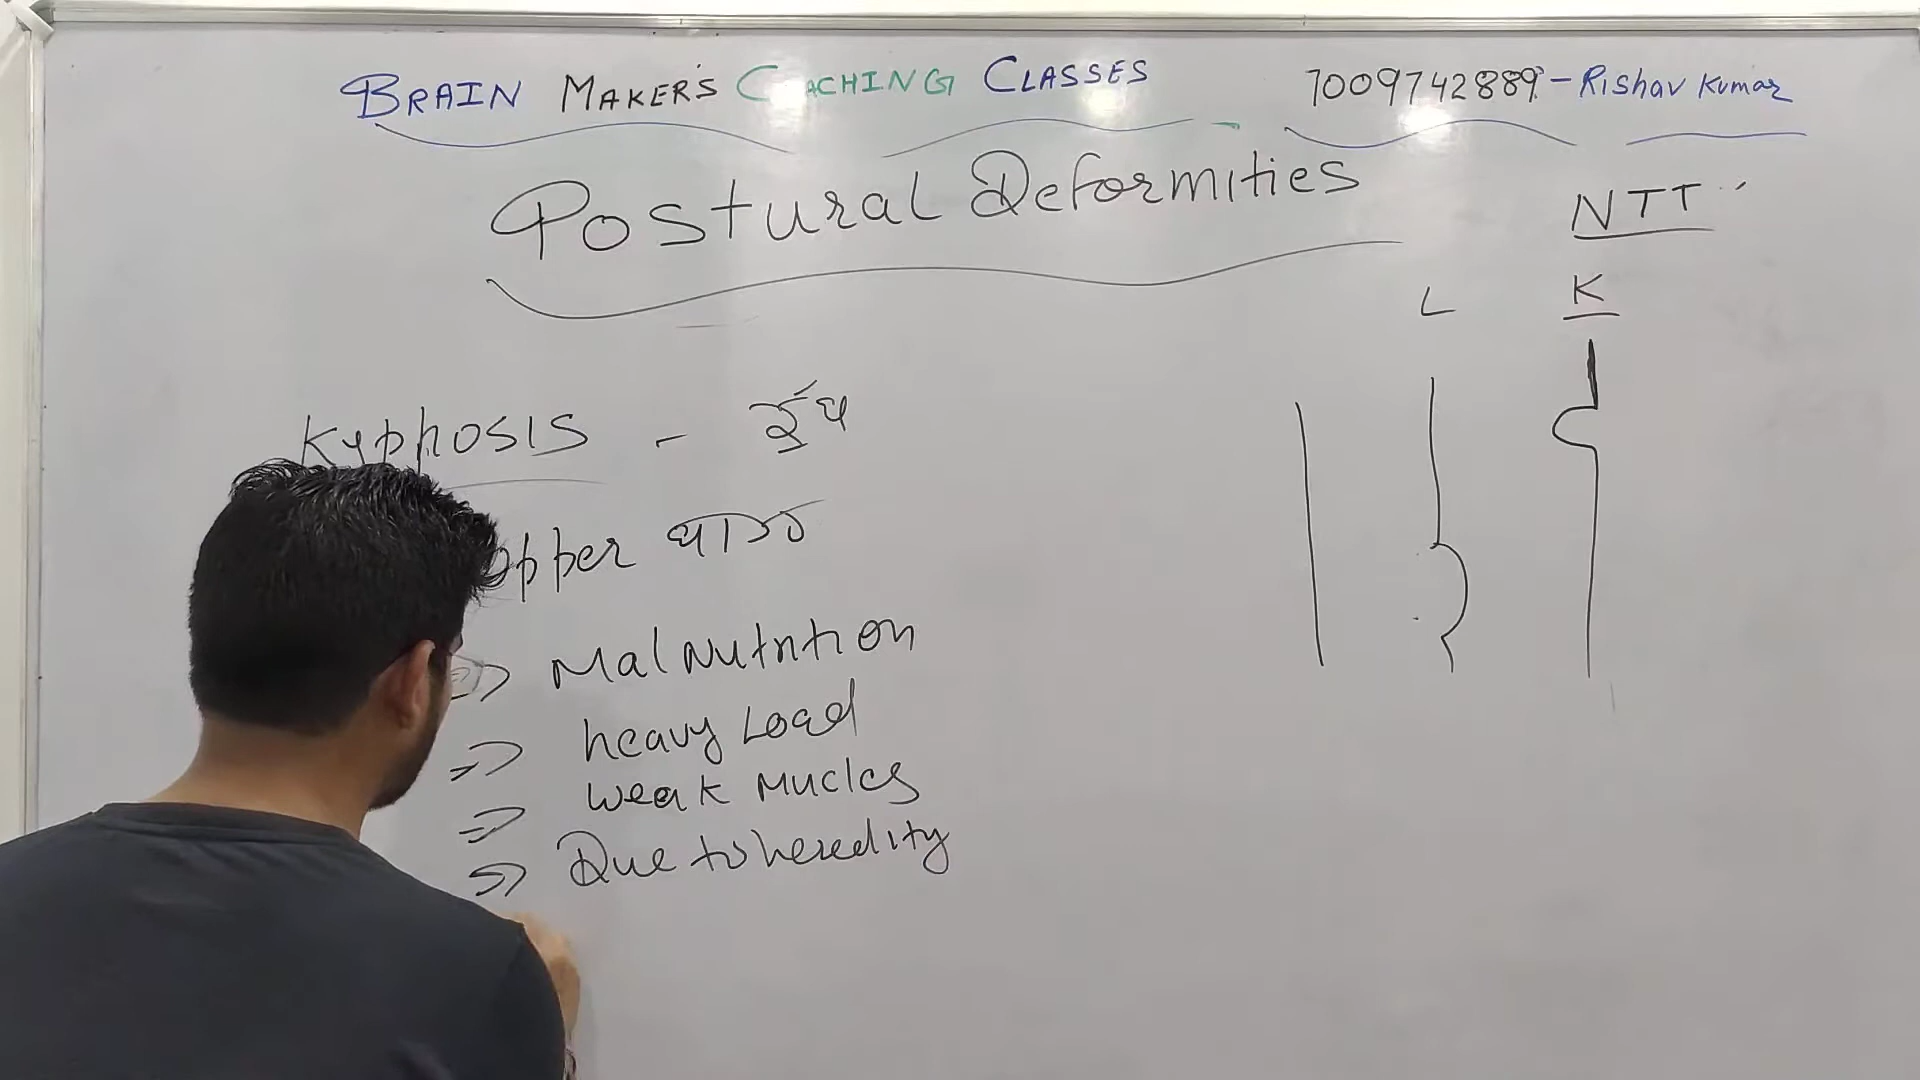 BRAIN MAKER'S COACHING CLASSES
7009742889 - Rishav Kumar
Postural Deformities
NTT
L K
Kyphosis -
Upper
=> Malnutrition
=> heavy Load
=> weak Mucles
=> Due to heredity